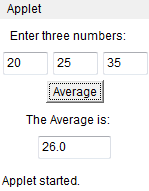 Applet
Enter three numbers:
20 25 35
Average
The Average is:
26.0
Applet started.